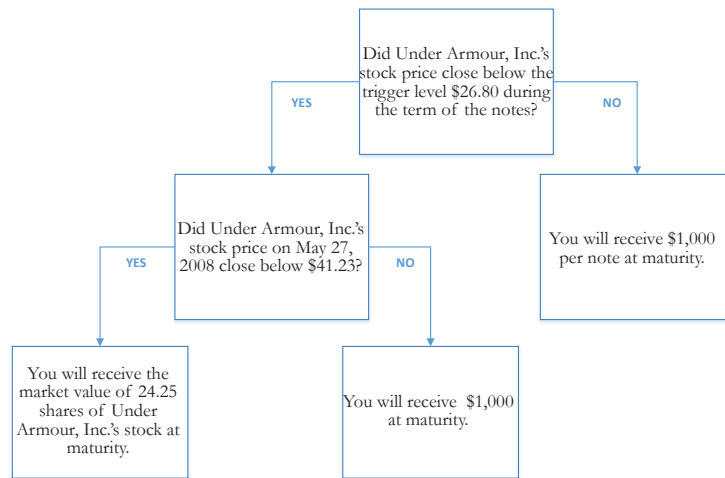 Did Under Armour, Inc.'s
stock price close below the
trigger level $26.80 during
the term of the notes?
YES
NO
Did Under Armour, Inc.'s
stock price on May 27,
2008 close below $41.23?
You will receive $1,000
per note at maturity.
YES
NO
You will receive the
market value of 24.25
shares of Under
Armour, Inc.'s stock at
maturity.
You will receive $1,000
at maturity.